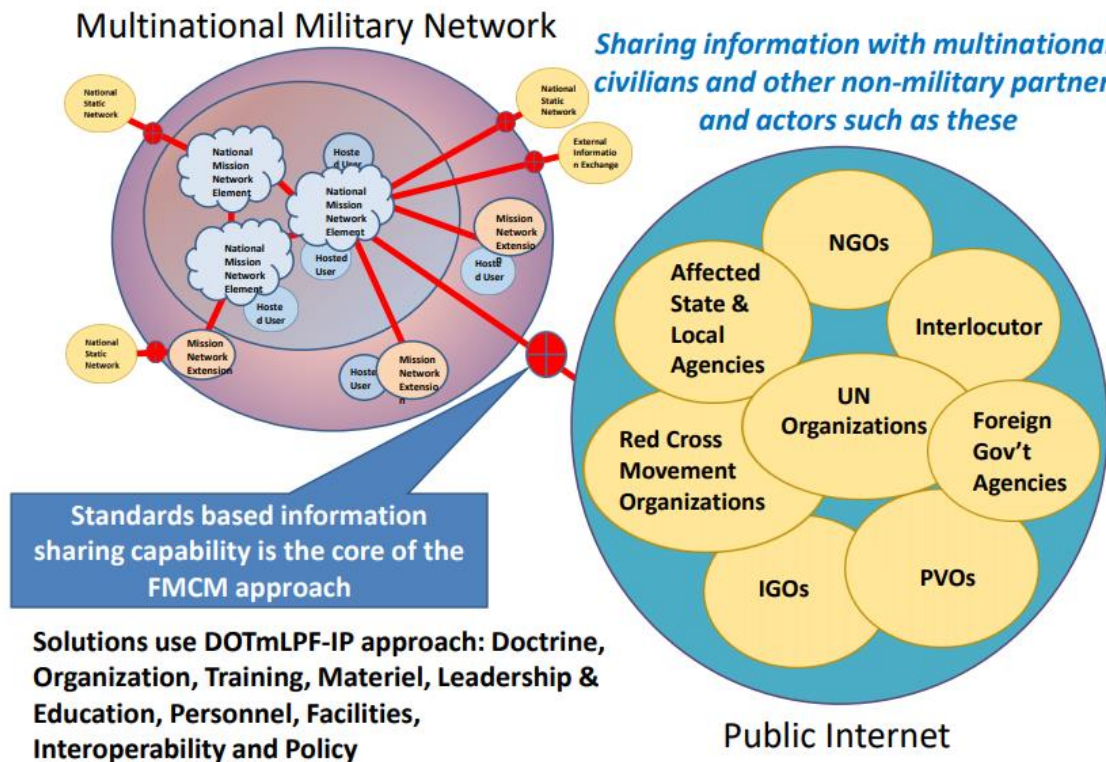 Multinational Military Network
Sharing information with multinational
civilians and other non-military partner
and actors such as these
National
Static
Network
National
Static
Network
External
Informatio
n Exchange
National
Mission
Network
Element
Hoste
d User
National
Mission
Network
Element
National
Mission
Network
Element
Hosted
User
Hoste
d User
Mission
Network
Extensio
n
Hoste
d User
National
Static
Network
Mission
Network
Extension
Hoste
User
Mission
Network
Extensio
n
NGOs
Affected
State &
Local
Agencies
Interlocutor
UN
Organizations
Foreign
Gov't
Agencies
Red Cross
Movement
Organizations
IGOs
PVOs
Standards based information
sharing capability is the core of the
FMCM approach
Solutions use DOTmLPF-IP approach: Doctrine,
Organization, Training, Materiel, Leadership &
Education, Personnel, Facilities,
Interoperability and Policy
Public Internet